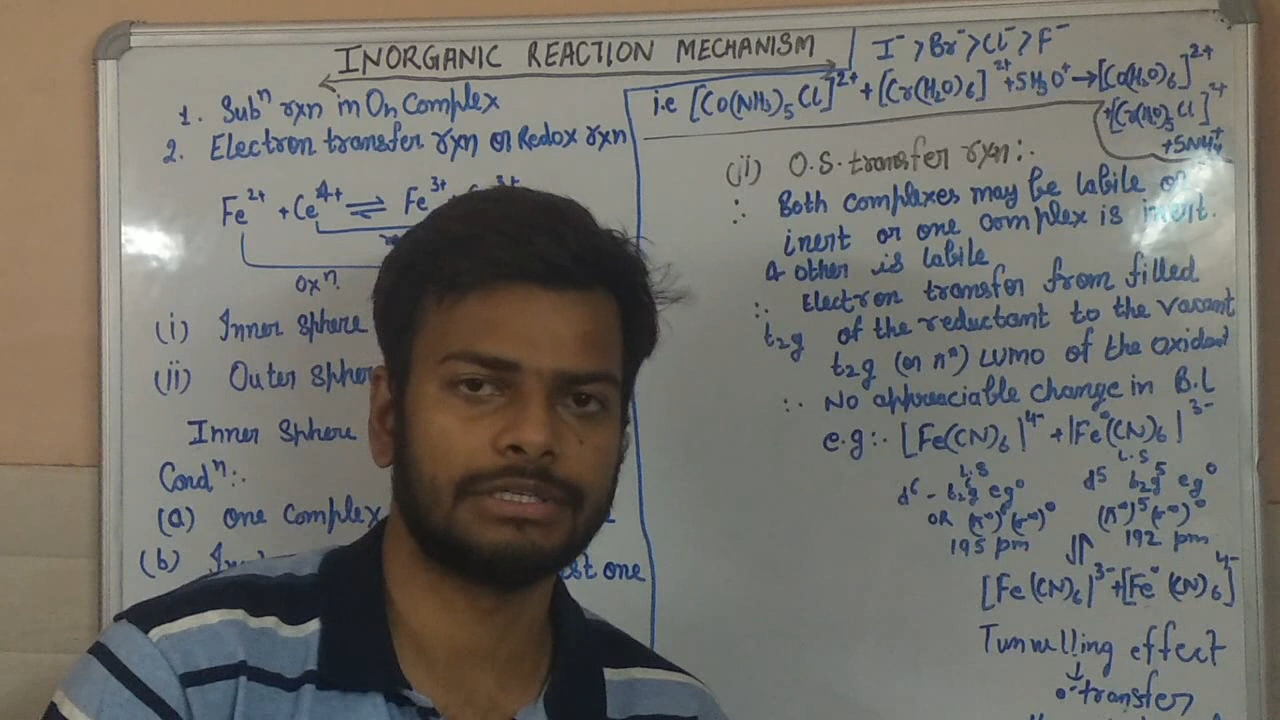 INORGANIC REACTION MECHANISM
1. Subⁿ rxn in Oh Complex
2. Electron transfer rxn or Redox rxn
Fe²⁺ + Ce⁴⁺ ⇌ Fe³⁺
oxⁿ
(i) Inner sphere
(ii) Outer spher
Inner Sphere
Condⁿ:-
(a) one complex
(b) In
st one
I⁻ > Br⁻ > Cl⁻ > F⁻
i.e [Co(NH₃)₅Cl]²⁺ + [Cr(H₂O)₆]²⁺ + 5H₃O⁺ → [Co(H₂O)₆]²⁺
+[Cr(H₂O)₅Cl]²⁺
+5NH₄⁺
(ii) O.S. transfer rxn:.
∴ Both complexes may be labile or
inert or one complex is inert.
& other is labile
∴ Electron transfer from filled
t₂g of the reductant to the vacant
t₂g (or π*) LUMO of the oxidant
∴ No appreaciable change in B.L
e.g:. [Fe(CN)₆]⁴⁻ + [Fe*(CN)₆]³⁻
L.S L.S
d⁶ - t₂g⁶ eg⁰ d⁵ t₂g⁵ eg⁰
OR (π*)⁶(σ*)⁰ (π*)⁵(σ*)⁰
195 pm ⇌ 192 pm
[Fe(CN)₆]³⁻ + [Fe*(CN)₆]⁴⁻
Tunnelling effect
↓
e⁻ transfer